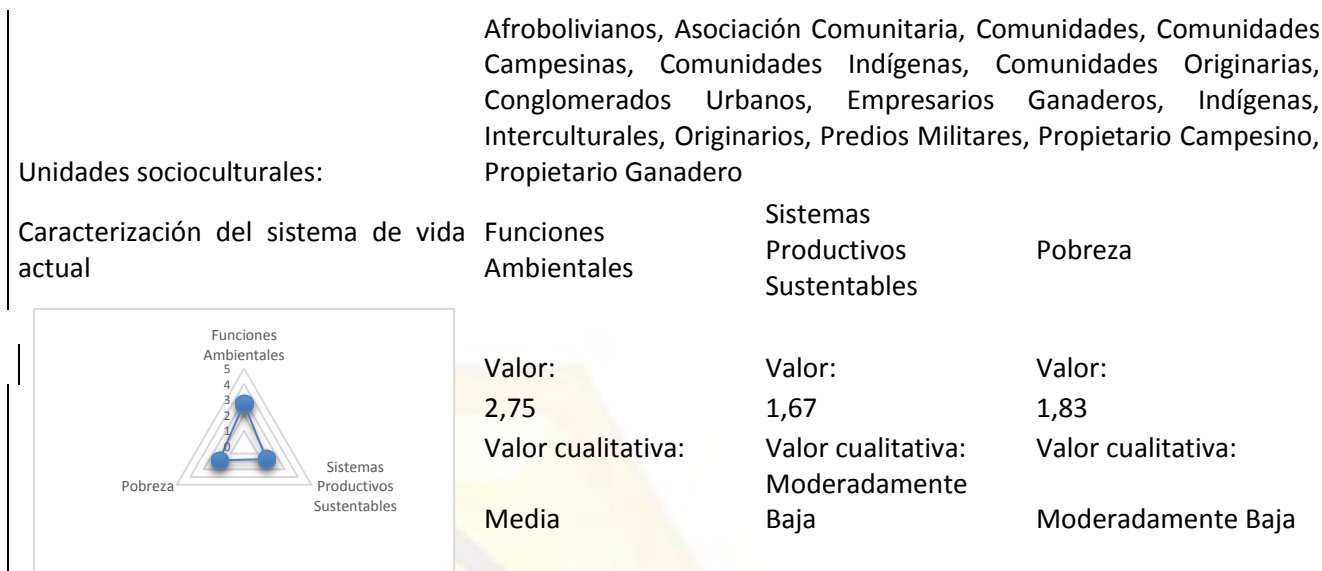 Afrobolivianos, Asociación Comunitaria, Comunidades, Comunidades
Campesinas, Comunidades Indígenas, Comunidades Originarias,
Conglomerados Urbanos, Empresarios Ganaderos, Indígenas,
Interculturales, Originarios, Predios Militares, Propietario Campesino,
Unidades socioculturales: Propietario Ganadero
Caracterización del sistema de vida
actual
Funciones
Ambientales
Sistemas
Productivos
Sustentables
Pobreza
Funciones
Ambientales
5
4
3
2
1
0
Pobreza
Sistemas
Productivos
Sustentables
Valor: Valor: Valor:
2,75 1,67 1,83
Valor cualitativa: Valor cualitativa: Valor cualitativa:
Media
Moderadamente
Baja
Moderadamente Baja